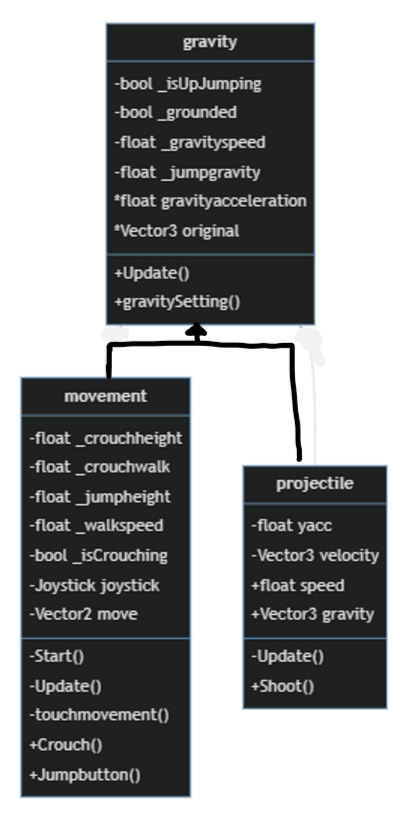 gravity
-bool _isUpJumping
-bool _grounded
-float _gravityspeed
-float _jumpgravity
*float gravityacceleration
*Vector3 original
+Update()
+gravitySetting()
movement
-float _crouchheight
-float _crouchwalk
-float _jumpheight
-float _walkspeed
-bool _isCrouching
-Joystick joystick
-Vector2 move
-Start()
-Update()
-touchmovement()
+Crouch()
+Jumpbutton()
projectile
-float yacc
-Vector3 velocity
+float speed
+Vector3 gravity
-Update()
+Shoot()